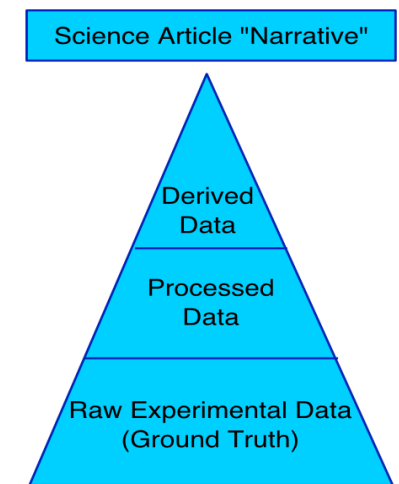 Science Article "Narrative"
Derived
Data
Processed
Data
Raw Experimental Data
(Ground Truth)